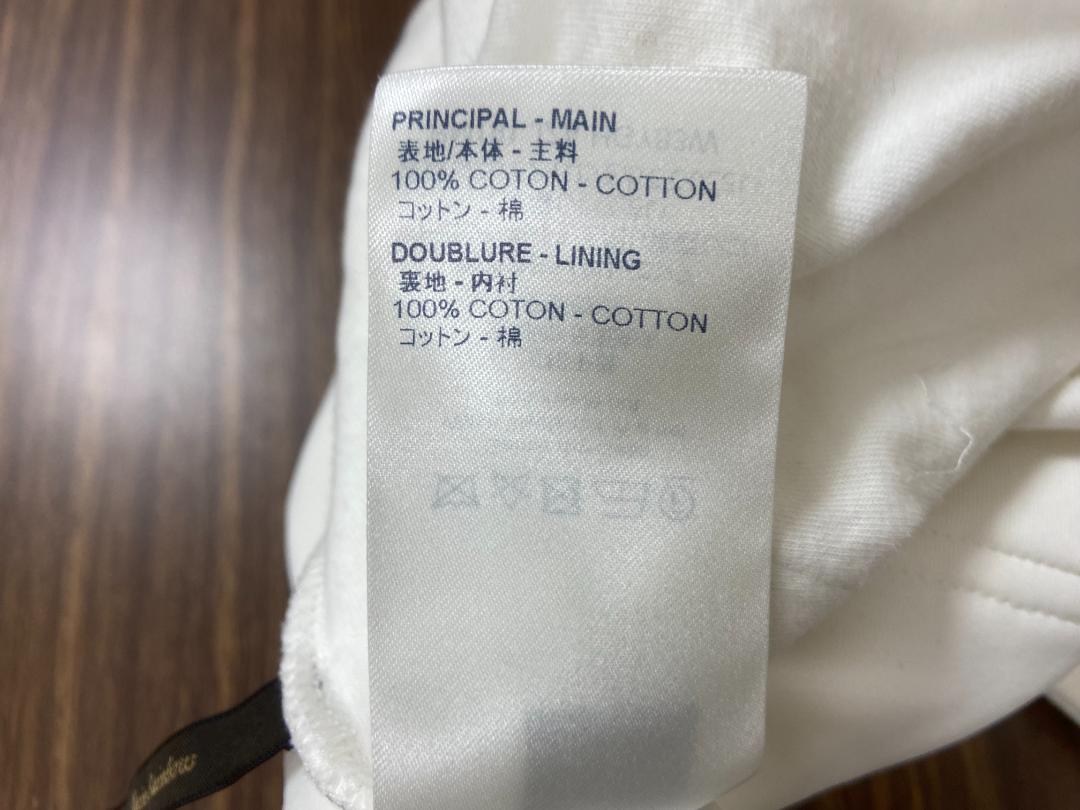 PRINCIPAL - MAIN
表地/本体 - 主料
100% COTON - COTTON
コットン - 棉
DOUBLURE - LINING
裏地 - 内衬
100% COTON - COTTON
コットン - 棉